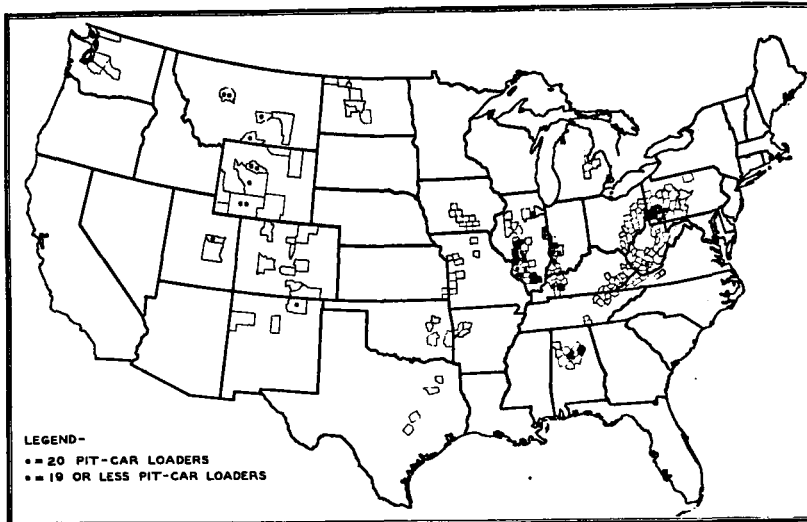 LEGEND-
• = 20 PIT-CAR LOADERS
• = 19 OR LESS PIT-CAR LOADERS